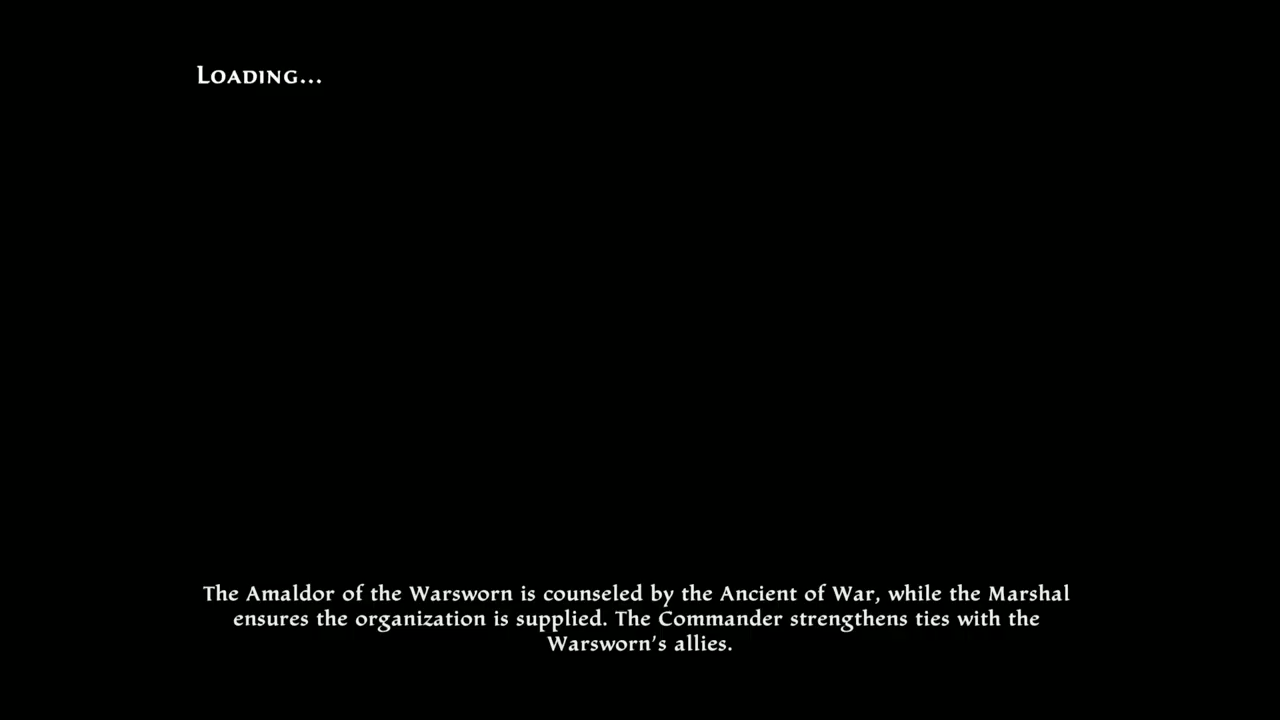 Loading...
The Amaldor of the Warsworn is counseled by the Ancient of War, while the Marshal
ensures the organization is supplied. The Commander strengthens ties with the
Warsworn's allies.